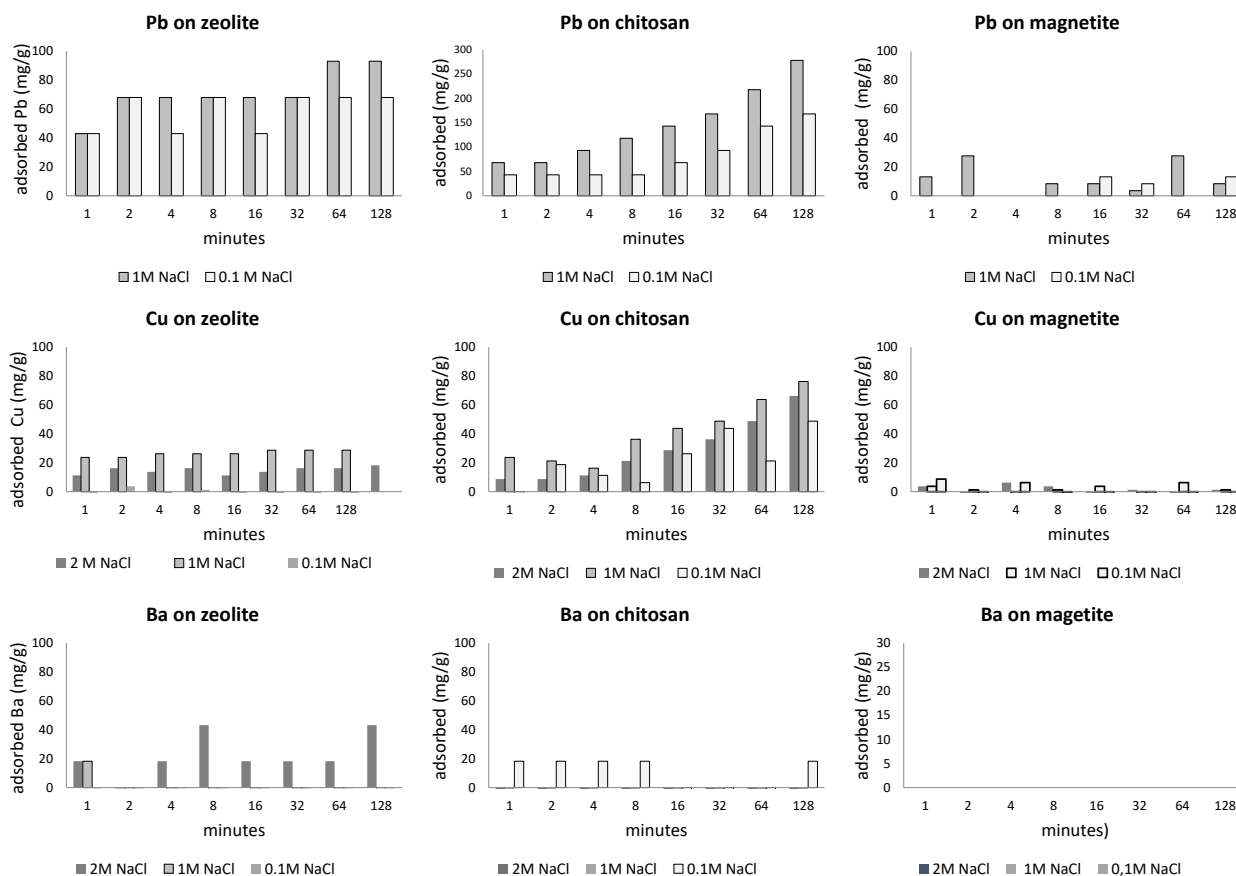 Pb on zeolite
adsorbed Pb (mg/g)
100
80
60
40
20
0
1 2 4 8 16 32 64 128
minutes
1M NaCl 0.1 M NaCl
Pb on chitosan
adsorbed (mg/g)
300
250
200
150
100
50
0
1 2 4 8 16 32 64 128
minutes
1M NaCl 0.1M NaCl
Pb on magnetite
adsorbed (mg/g)
100
80
60
40
20
0
1 2 4 8 16 32 64 128
minutes
1M NaCl 0.1M NaCl
Cu on zeolite
adsorbed Cu (mg/g)
100
80
60
40
20
0
1 2 4 8 16 32 64 128
minutes
2 M NaCl 1M NaCl 0.1M NaCl
Cu on chitosan
adsorbed (mg/g)
100
80
60
40
20
0
1 2 4 8 16 32 64 128
minutes
2M NaCl 1M NaCl 0.1M NaCl
Cu on magnetite
adsorbed (mg/g)
100
80
60
40
20
0
1 2 4 8 16 32 64 128
minutes
2M NaCl 1M NaCl 0.1M NaCl
Ba on zeolite
adsorbed Ba (mg/g)
100
80
60
40
20
0
1 2 4 8 16 32 64 128
minutes
2M NaCl 1M NaCl 0.1M NaCl
Ba on chitosan
adsorbed (mg/g)
100
80
60
40
20
0
1 2 4 8 16 32 64 128
minutes
2M NaCl 1M NaCl 0.1M NaCl
Ba on magetite
adsorbed (mg/g)
30
25
20
15
10
5
0
1 2 4 8 16 32 64 128
minutes)
2M NaCl 1M NaCl 0,1M NaCl